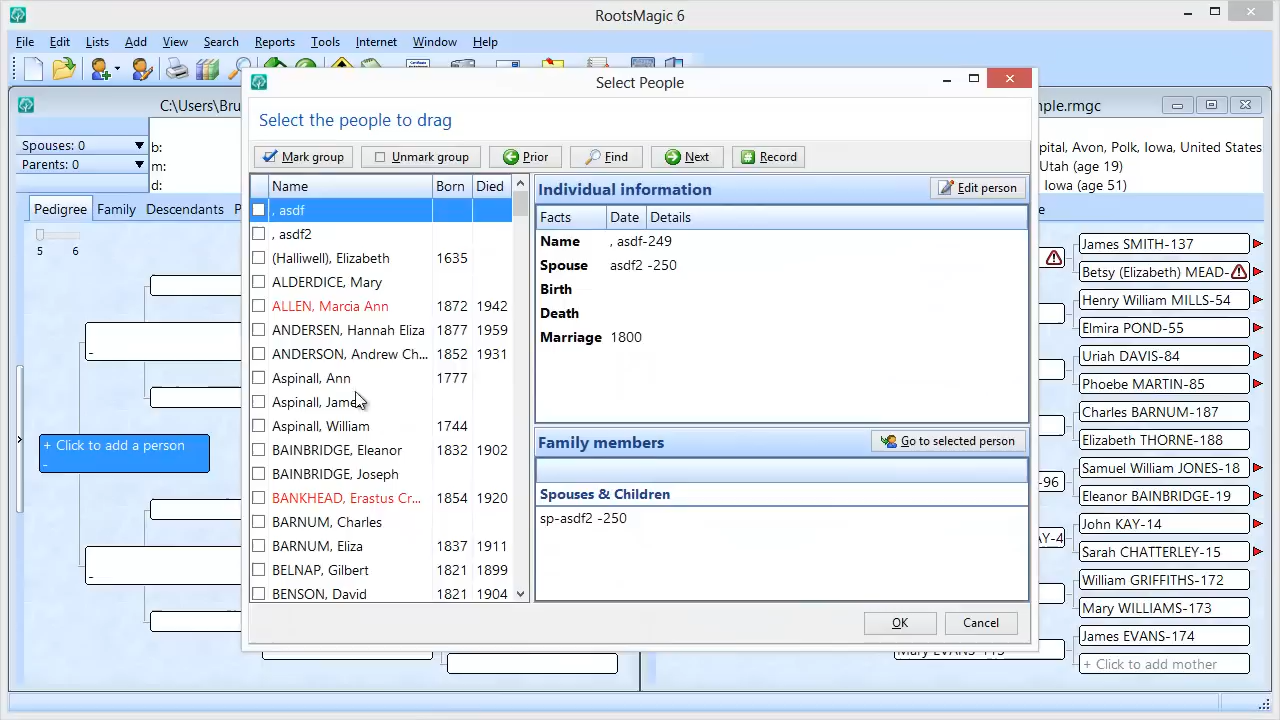 RootsMagic 6
File Edit Lists Add View Search Reports Tools Internet Window Help
Select People
C:\Users\Bru
mple.rmgc
Select the people to drag
Spouses: 0
Parents: 0
b:
m:
d:
pital, Avon, Polk, Iowa, United States
Utah (age 19)
Iowa (age 51)
Mark group Unmark group Prior Find Next Record
Pedigree Family Descendants P
e
5 6
Name Born Died
, asdf
, asdf2
(Halliwell), Elizabeth 1635
ALDERDICE, Mary
ALLEN, Marcia Ann 1872 1942
ANDERSEN, Hannah Eliza 1877 1959
ANDERSON, Andrew Ch... 1852 1931
Aspinall, Ann 1777
Aspinall, James
Aspinall, William 1744
BAINBRIDGE, Eleanor 1832 1902
BAINBRIDGE, Joseph
BANKHEAD, Erastus Cr... 1854 1920
BARNUM, Charles
BARNUM, Eliza 1837 1911
BELNAP, Gilbert 1821 1899
BENSON, David 1821 1904
Individual information Edit person
Facts Date Details
Name , asdf-249
Spouse asdf2 -250
Birth
Death
Marriage 1800
Family members Go to selected person
Spouses & Children
sp-asdf2 -250
OK Cancel
+ Click to add a person
-
-
-
James SMITH-137
Betsy (Elizabeth) MEAD-
Henry William MILLS-54
Elmira POND-55
Uriah DAVIS-84
Phoebe MARTIN-85
Charles BARNUM-187
Elizabeth THORNE-188
Samuel William JONES-18
-96
Eleanor BAINBRIDGE-19
John KAY-14
AY-4
Sarah CHATTERLEY-15
William GRIFFITHS-172
Mary WILLIAMS-173
James EVANS-174
+ Click to add mother